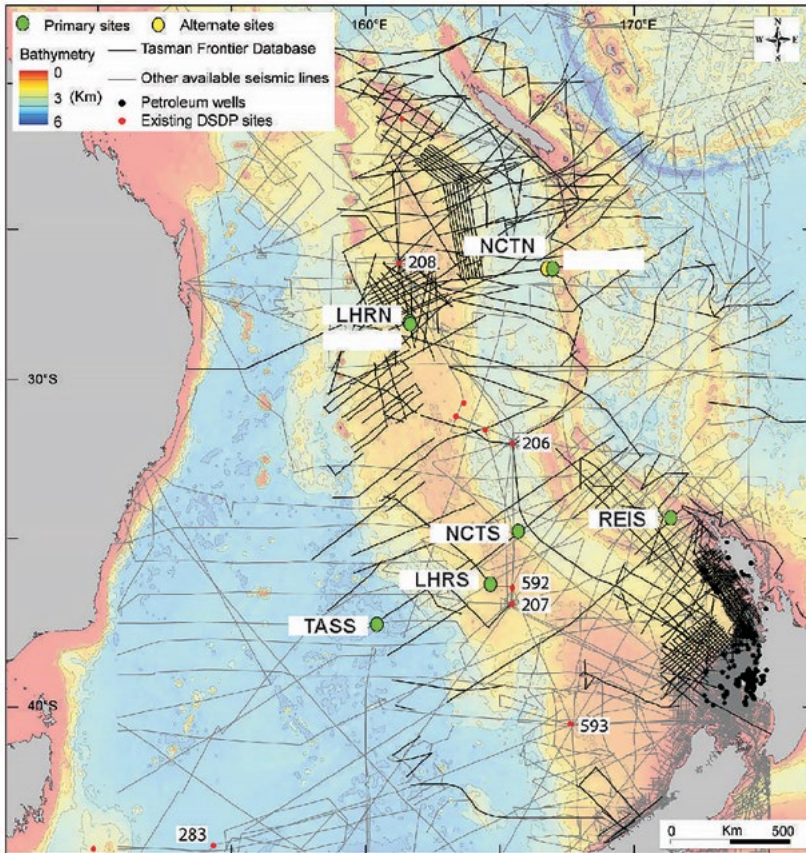 Primary sites
Alternate sites
160°E
170°E
N
W E
S
Bathymetry
0
3 (Km)
6
Tasman Frontier Database
Other available seismic lines
Petroleum wells
Existing DSDP sites
NCTN
208
LHRN
30°S
206
NCTS
REIS
LHRS
592
207
TASS
40°S
593
283
0 Km 500